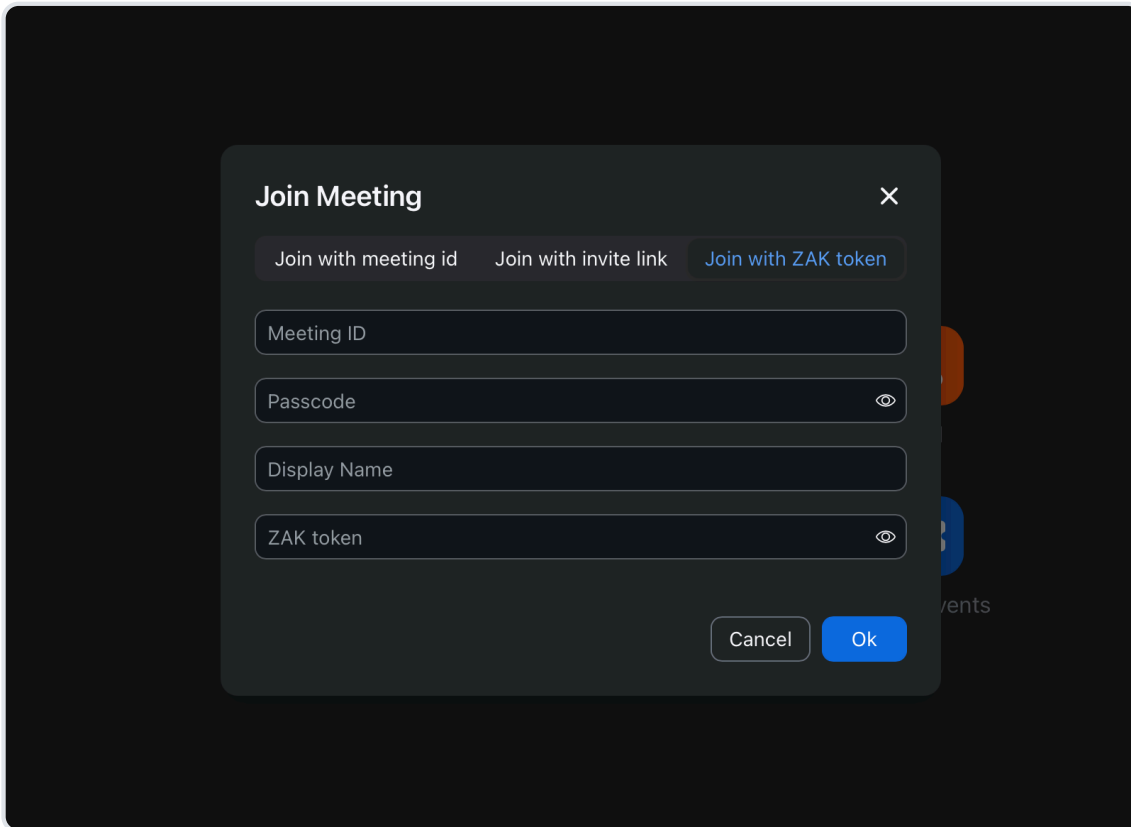 Join Meeting
Join with meeting id Join with invite link Join with ZAK token
Meeting ID
Passcode
Display Name
ZAK token
Cancel Ok